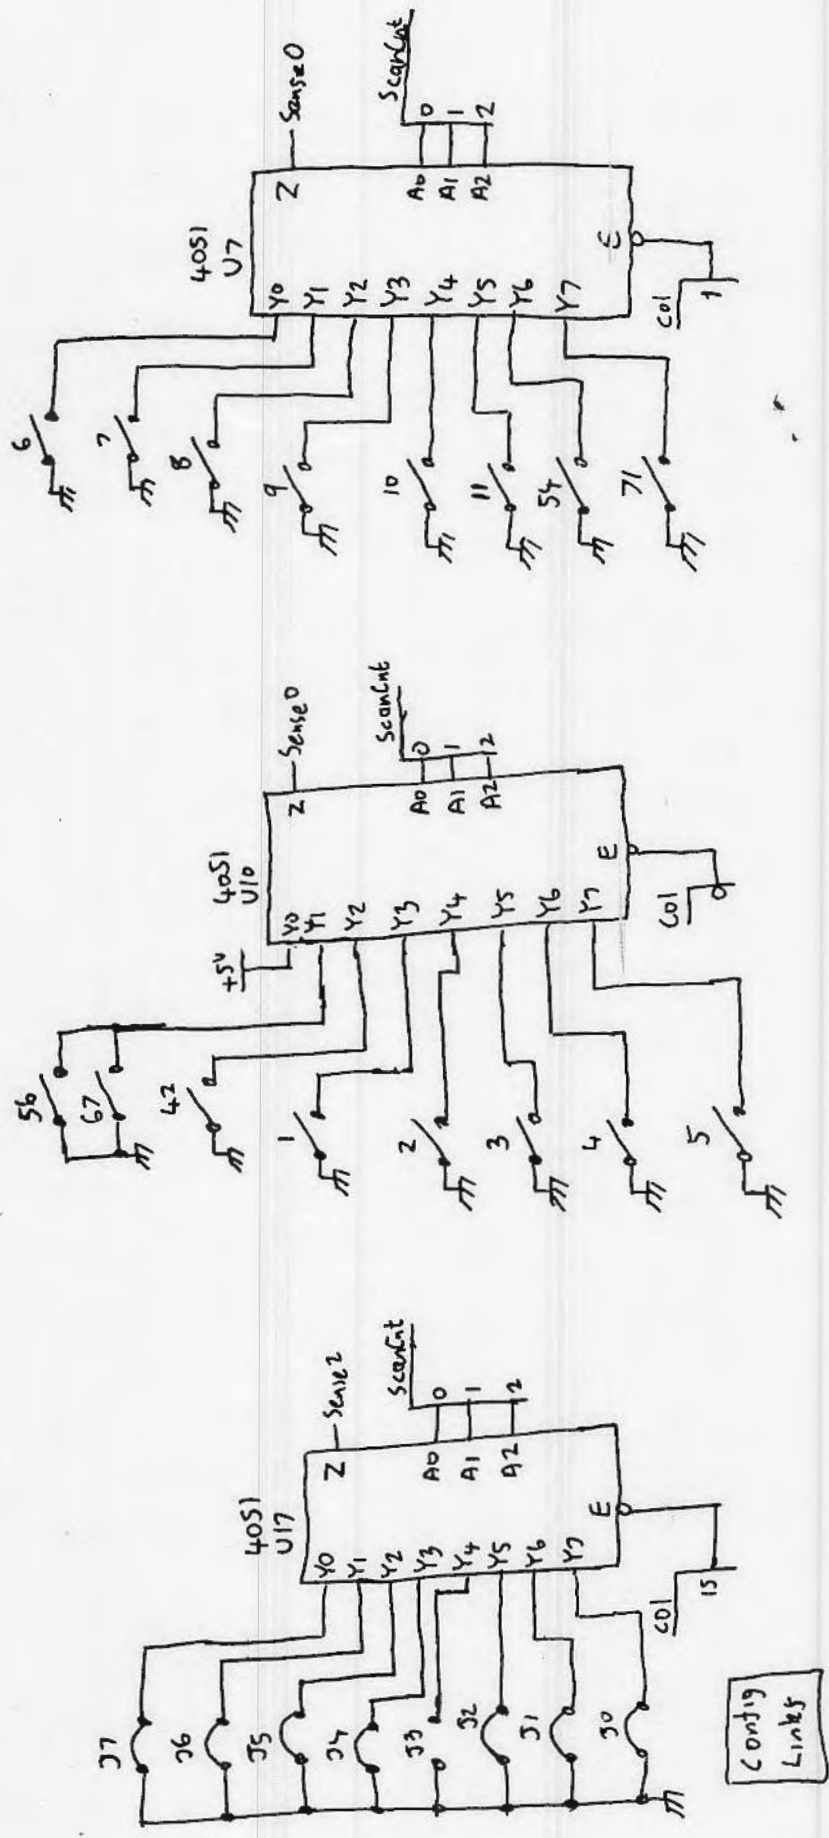 4051
U17
J7
J6
J5
J4
J3
J2
J1
J0
Y0
Y1
Y2
Y3
Y4
Y5
Y6
Y7
Z
Sense2
ScanCnt
A0 0
A1 1
A2 2
E
Col
15
Config
Links
4051
U10
+5v
56
67
42
1
2
3
4
5
Y0
Y1
Y2
Y3
Y4
Y5
Y6
Y7
Z
Sense0
ScanCnt
A0 0
A1 1
A2 2
E
Col
0
4051
U7
6
7
8
9
10
11
54
71
Y0
Y1
Y2
Y3
Y4
Y5
Y6
Y7
Z
Sense0
ScanCnt
A0 0
A1 1
A2 2
E
Col
1